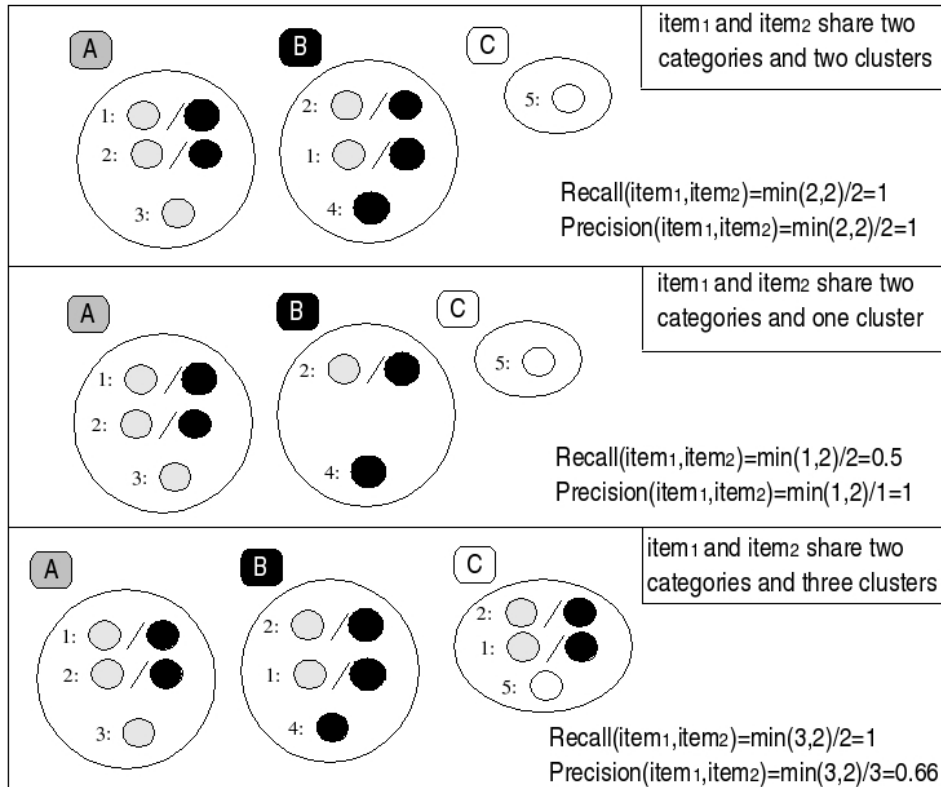 item1 and item2 share two
categories and two clusters
A
B
C
1:
2:
3:
2:
1:
4:
5:
Recall(item1,item2)=min(2,2)/2=1
Precision(item1,item2)=min(2,2)/2=1
item1 and item2 share two
categories and one cluster
A
B
C
1:
2:
3:
2:
4:
5:
Recall(item1,item2)=min(1,2)/2=0.5
Precision(item1,item2)=min(1,2)/1=1
item1 and item2 share two
categories and three clusters
A
B
C
1:
2:
3:
2:
1:
4:
2:
1:
5:
Recall(item1,item2)=min(3,2)/2=1
Precision(item1,item2)=min(3,2)/3=0.66